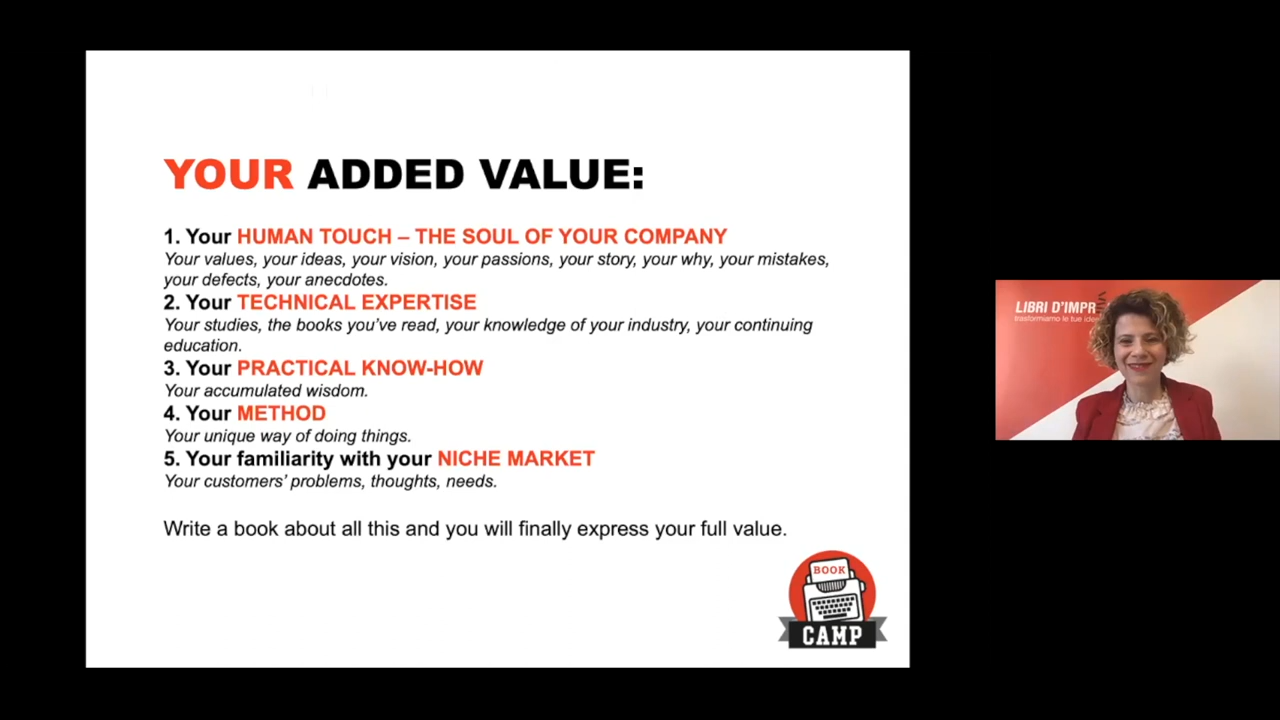 YOUR ADDED VALUE:
1. Your HUMAN TOUCH – THE SOUL OF YOUR COMPANY
Your values, your ideas, your vision, your passions, your story, your why, your mistakes,
your defects, your anecdotes.
2. Your TECHNICAL EXPERTISE
Your studies, the books you’ve read, your knowledge of your industry, your continuing
education.
3. Your PRACTICAL KNOW-HOW
Your accumulated wisdom.
4. Your METHOD
Your unique way of doing things.
5. Your familiarity with your NICHE MARKET
Your customers’ problems, thoughts, needs.
Write a book about all this and you will finally express your full value.
BOOK
CAMP
LIBRI D'IMPR
trasformiamo le tue